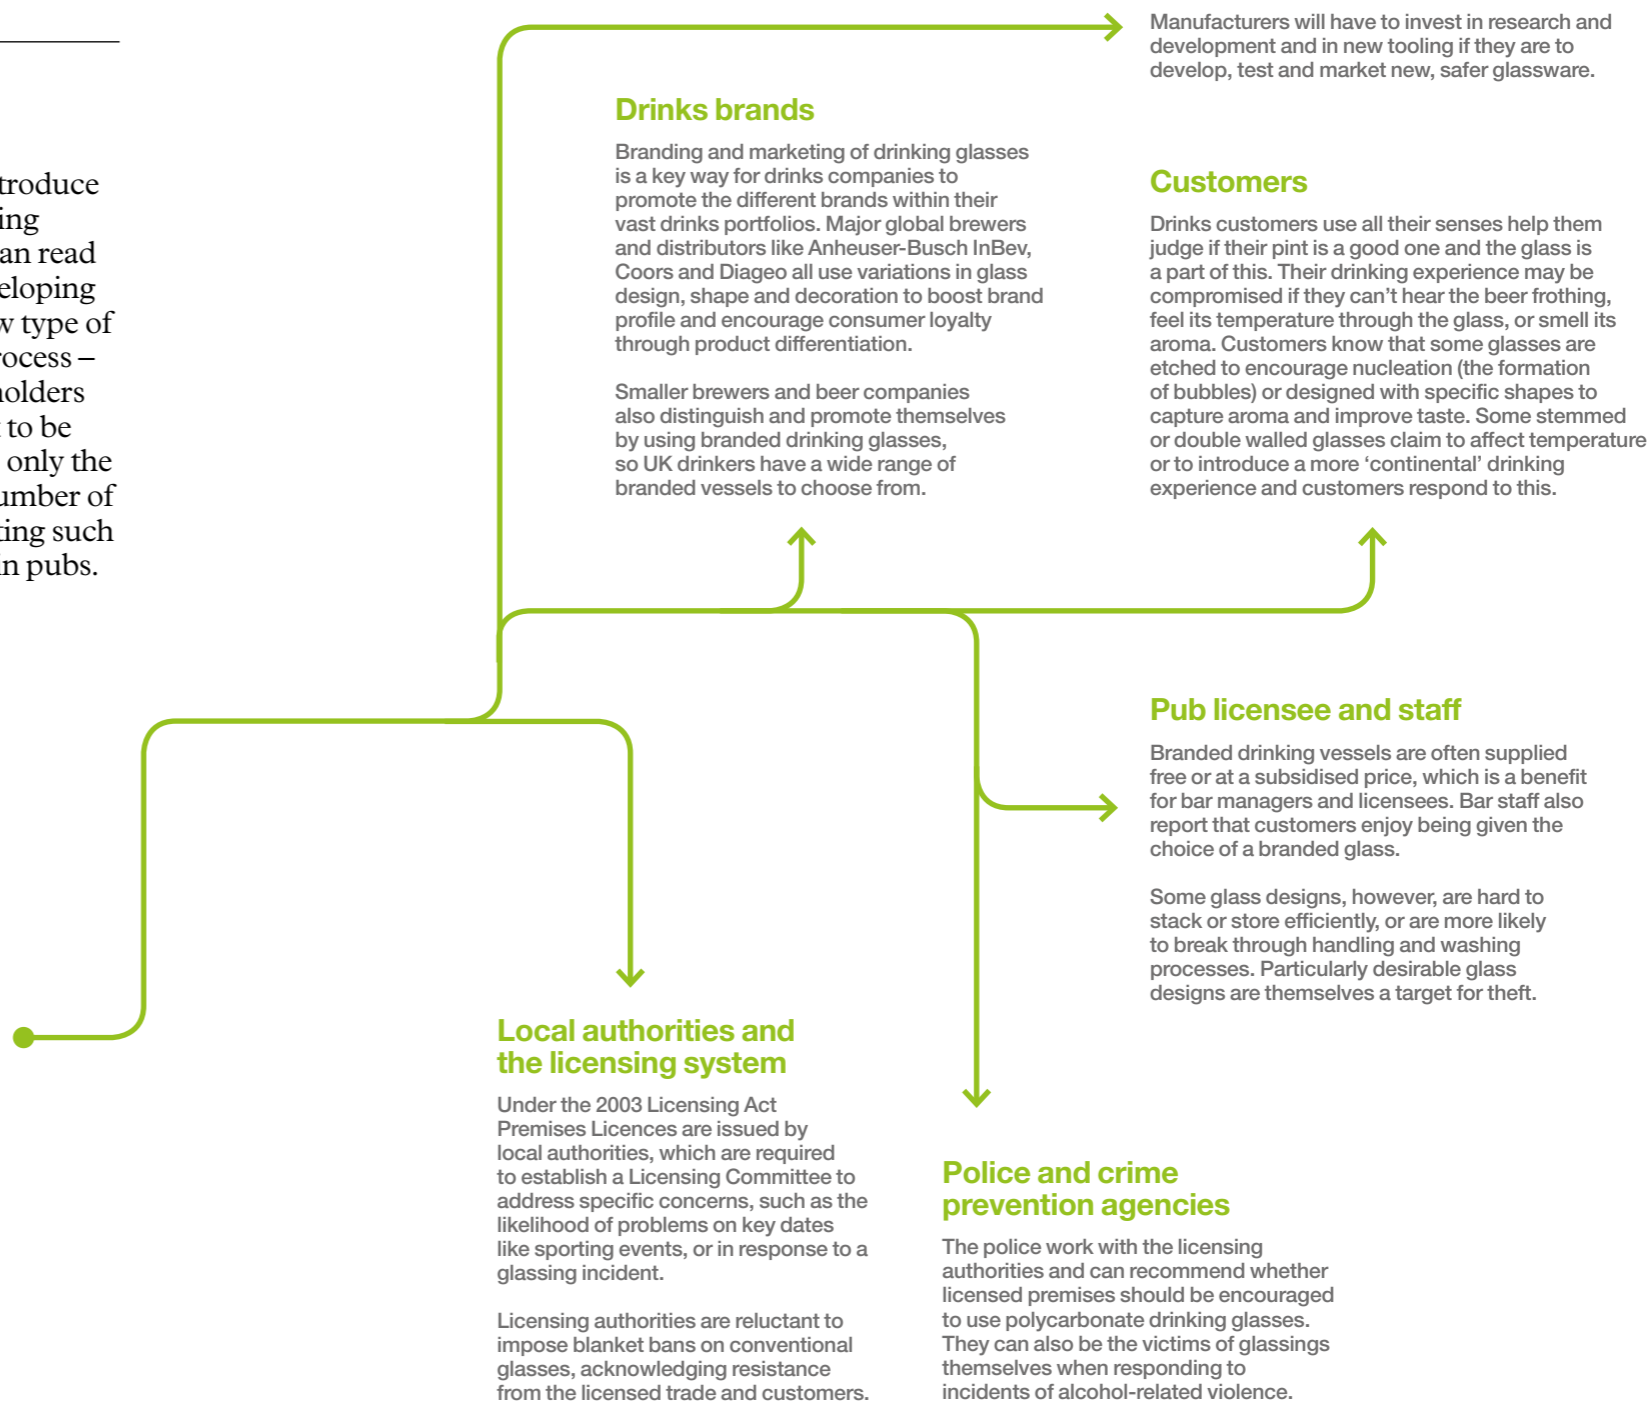 troduce
ing
an read
eloping
w type of
rocess –
holders
t to be
only the
umber of
ting such
in pubs.
Manufacturers will have to invest in research and
development and in new tooling if they are to
develop, test and market new, safer glassware.
Drinks brands
Branding and marketing of drinking glasses
is a key way for drinks companies to
promote the different brands within their
vast drinks portfolios. Major global brewers
and distributors like Anheuser-Busch InBev,
Coors and Diageo all use variations in glass
design, shape and decoration to boost brand
profile and encourage consumer loyalty
through product differentiation.
Smaller brewers and beer companies
also distinguish and promote themselves
by using branded drinking glasses,
so UK drinkers have a wide range of
branded vessels to choose from.
Customers
Drinks customers use all their senses help them
judge if their pint is a good one and the glass is
a part of this. Their drinking experience may be
compromised if they can’t hear the beer frothing,
feel its temperature through the glass, or smell its
aroma. Customers know that some glasses are
etched to encourage nucleation (the formation
of bubbles) or designed with specific shapes to
capture aroma and improve taste. Some stemmed
or double walled glasses claim to affect temperature
or to introduce a more ‘continental’ drinking
experience and customers respond to this.
Pub licensee and staff
Branded drinking vessels are often supplied
free or at a subsidised price, which is a benefit
for bar managers and licensees. Bar staff also
report that customers enjoy being given the
choice of a branded glass.
Some glass designs, however, are hard to
stack or store efficiently, or are more likely
to break through handling and washing
processes. Particularly desirable glass
designs are themselves a target for theft.
Local authorities and
the licensing system
Under the 2003 Licensing Act
Premises Licences are issued by
local authorities, which are required
to establish a Licensing Committee to
address specific concerns, such as the
likelihood of problems on key dates
like sporting events, or in response to a
glassing incident.
Licensing authorities are reluctant to
impose blanket bans on conventional
glasses, acknowledging resistance
from the licensed trade and customers.
Police and crime
prevention agencies
The police work with the licensing
authorities and can recommend whether
licensed premises should be encouraged
to use polycarbonate drinking glasses.
They can also be the victims of glassings
themselves when responding to
incidents of alcohol-related violence.